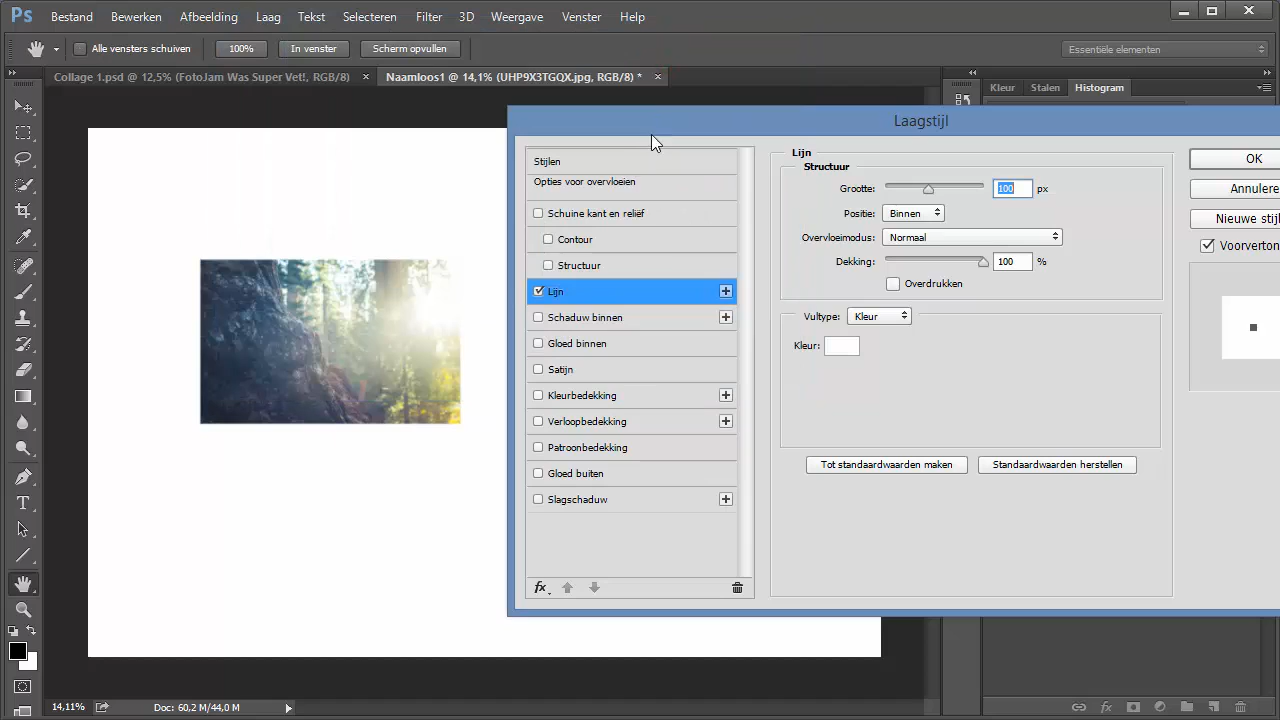 Ps Bestand Bewerken Afbeelding Laag Tekst Selecteren Filter 3D Weergave Venster Help
Alle vensters schuiven 100% In venster Scherm opvullen Essentiële elementen
Collage 1.psd @ 12,5% (FotoJam Was Super Vet!, RGB/8) × Naamloos1 @ 14,1% (UHP9X3TGQX.jpg, RGB/8) * ×
Kleur Stalen Histogram
Laagstijl
Stijlen
Opties voor overvloeien
Schuine kant en reliëf
Contour
Structuur
Lijn
Schaduw binnen
Gloed binnen
Satijn
Kleurbedekking
Verloopbedekking
Patroonbedekking
Gloed buiten
Slagschaduw
fx
Lijn
Structuur
Grootte: 100 px
Positie: Binnen
Overvloeimodus: Normaal
Dekking: 100 %
Overdrukken
Vultype: Kleur
Kleur:
Tot standaardwaarden maken Standaardwaarden herstellen
OK
Annulere
Nieuwe stijl
Voorverton
14,11% Doc: 60,2 M/44,0 M
fx